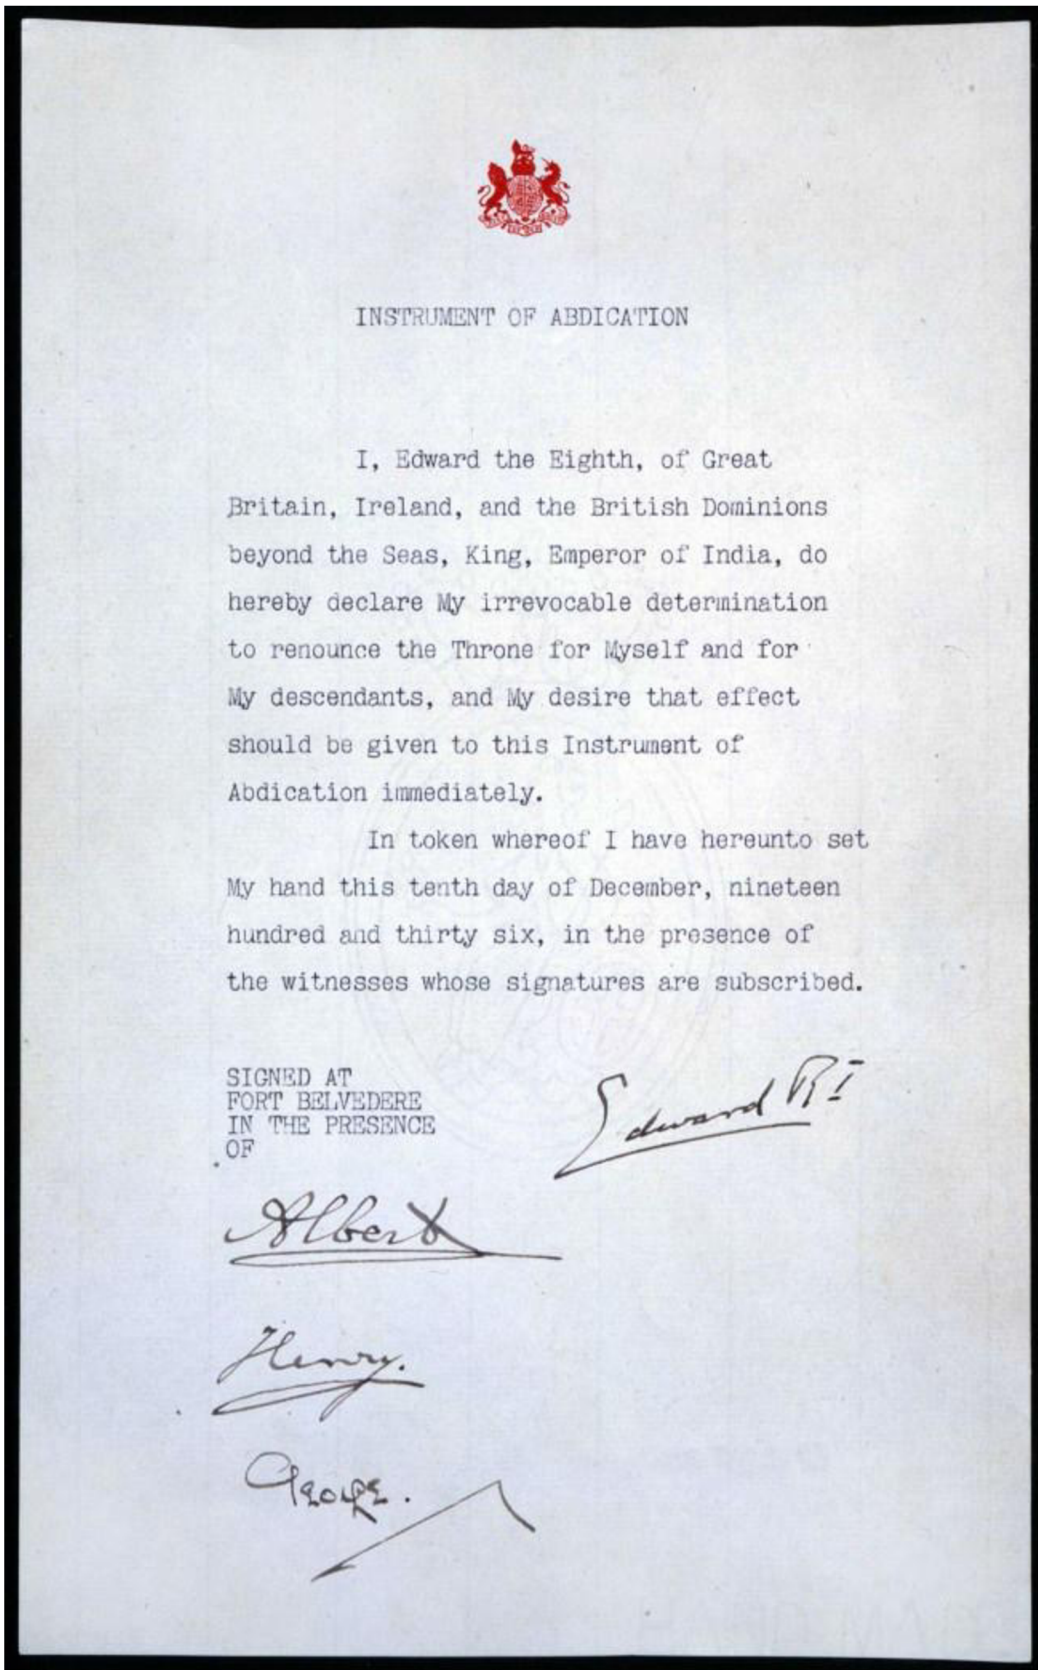 INSTRUMENT OF ABDICATION
I, Edward the Eighth, of Great
Britain, Ireland, and the British Dominions
beyond the Seas, King, Emperor of India, do
hereby declare My irrevocable determination
to renounce the Throne for Myself and for
My descendants, and My desire that effect
should be given to this Instrument of
Abdication immediately.
In token whereof I have hereunto set
My hand this tenth day of December, nineteen
hundred and thirty six, in the presence of
the witnesses whose signatures are subscribed.
SIGNED AT
FORT BELVEDERE
IN THE PRESENCE
OF
Edward R I
Albert
Henry.
George.